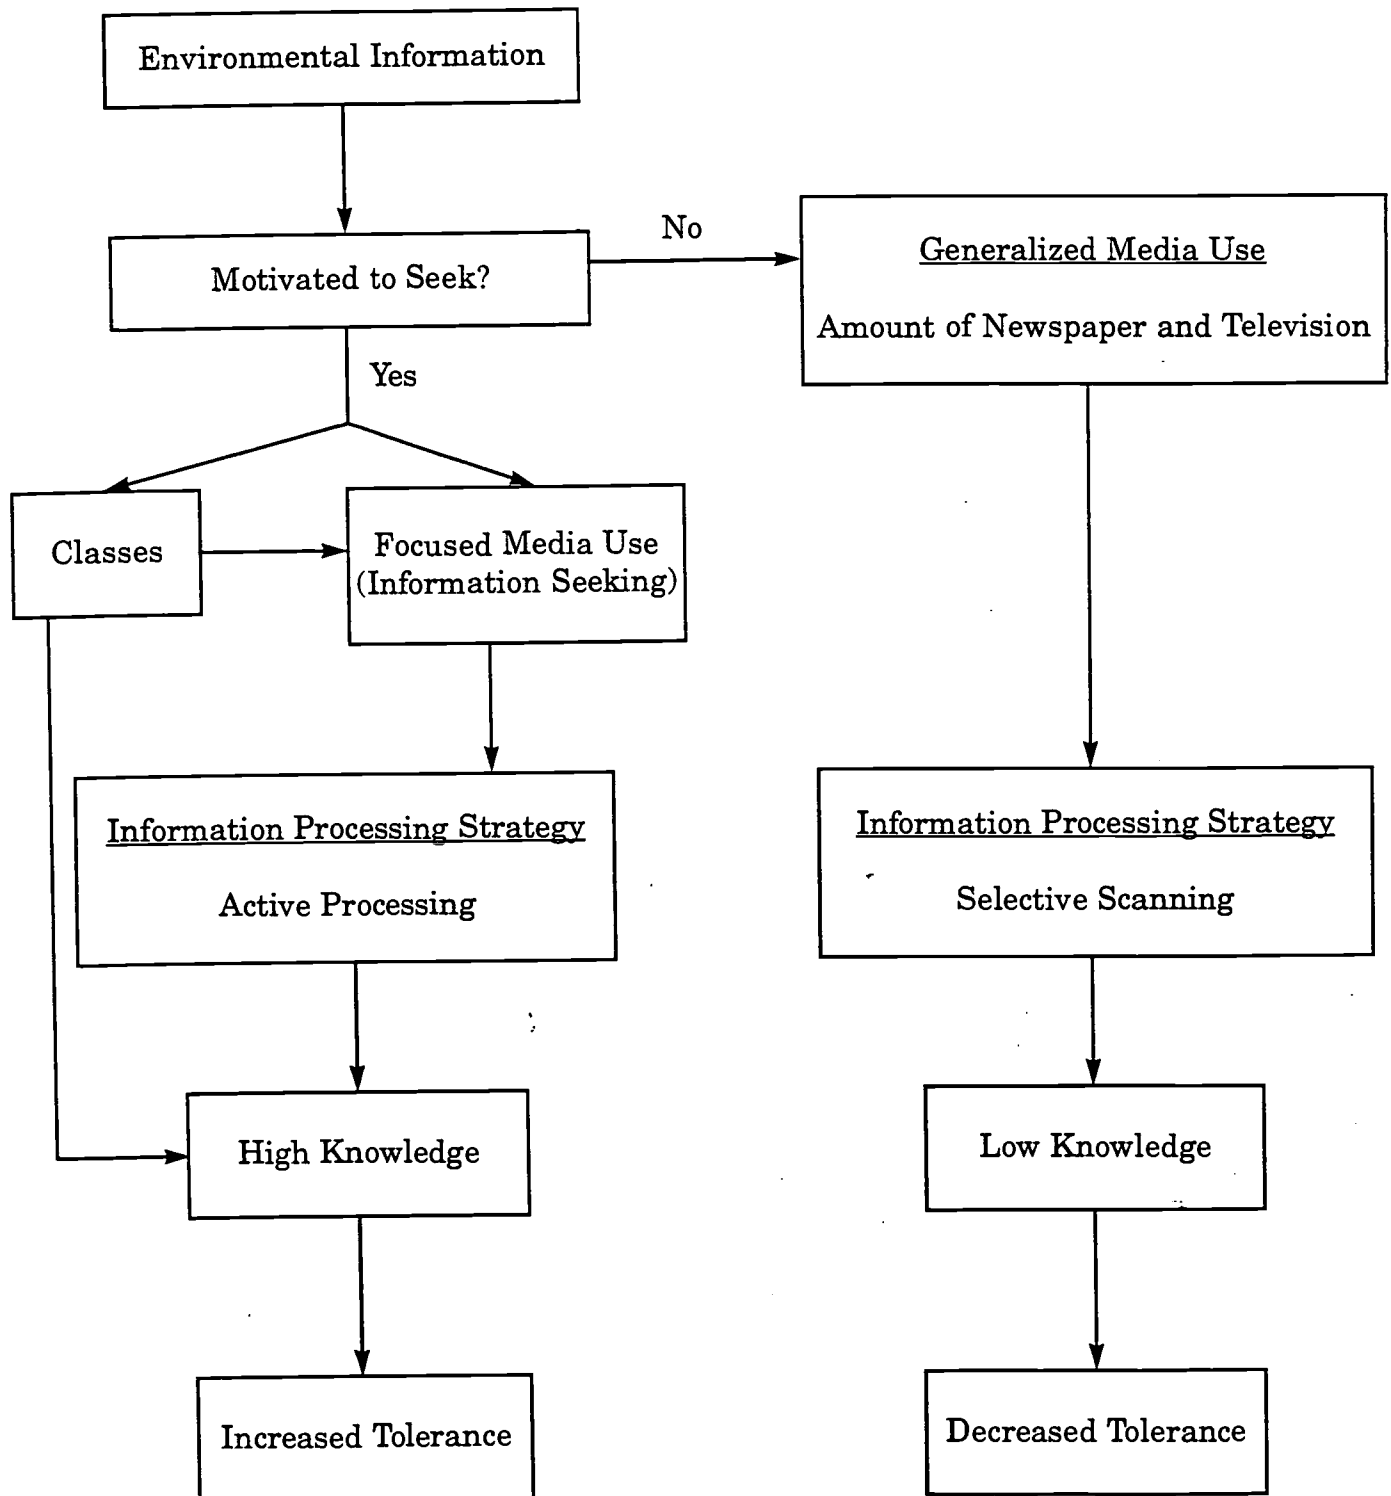 Environmental Information
Motivated to Seek?
No
Generalized Media Use
Amount of Newspaper and Television
Yes
Classes
Focused Media Use
(Information Seeking)
Information Processing Strategy
Active Processing
Information Processing Strategy
Selective Scanning
High Knowledge
Low Knowledge
Increased Tolerance
Decreased Tolerance